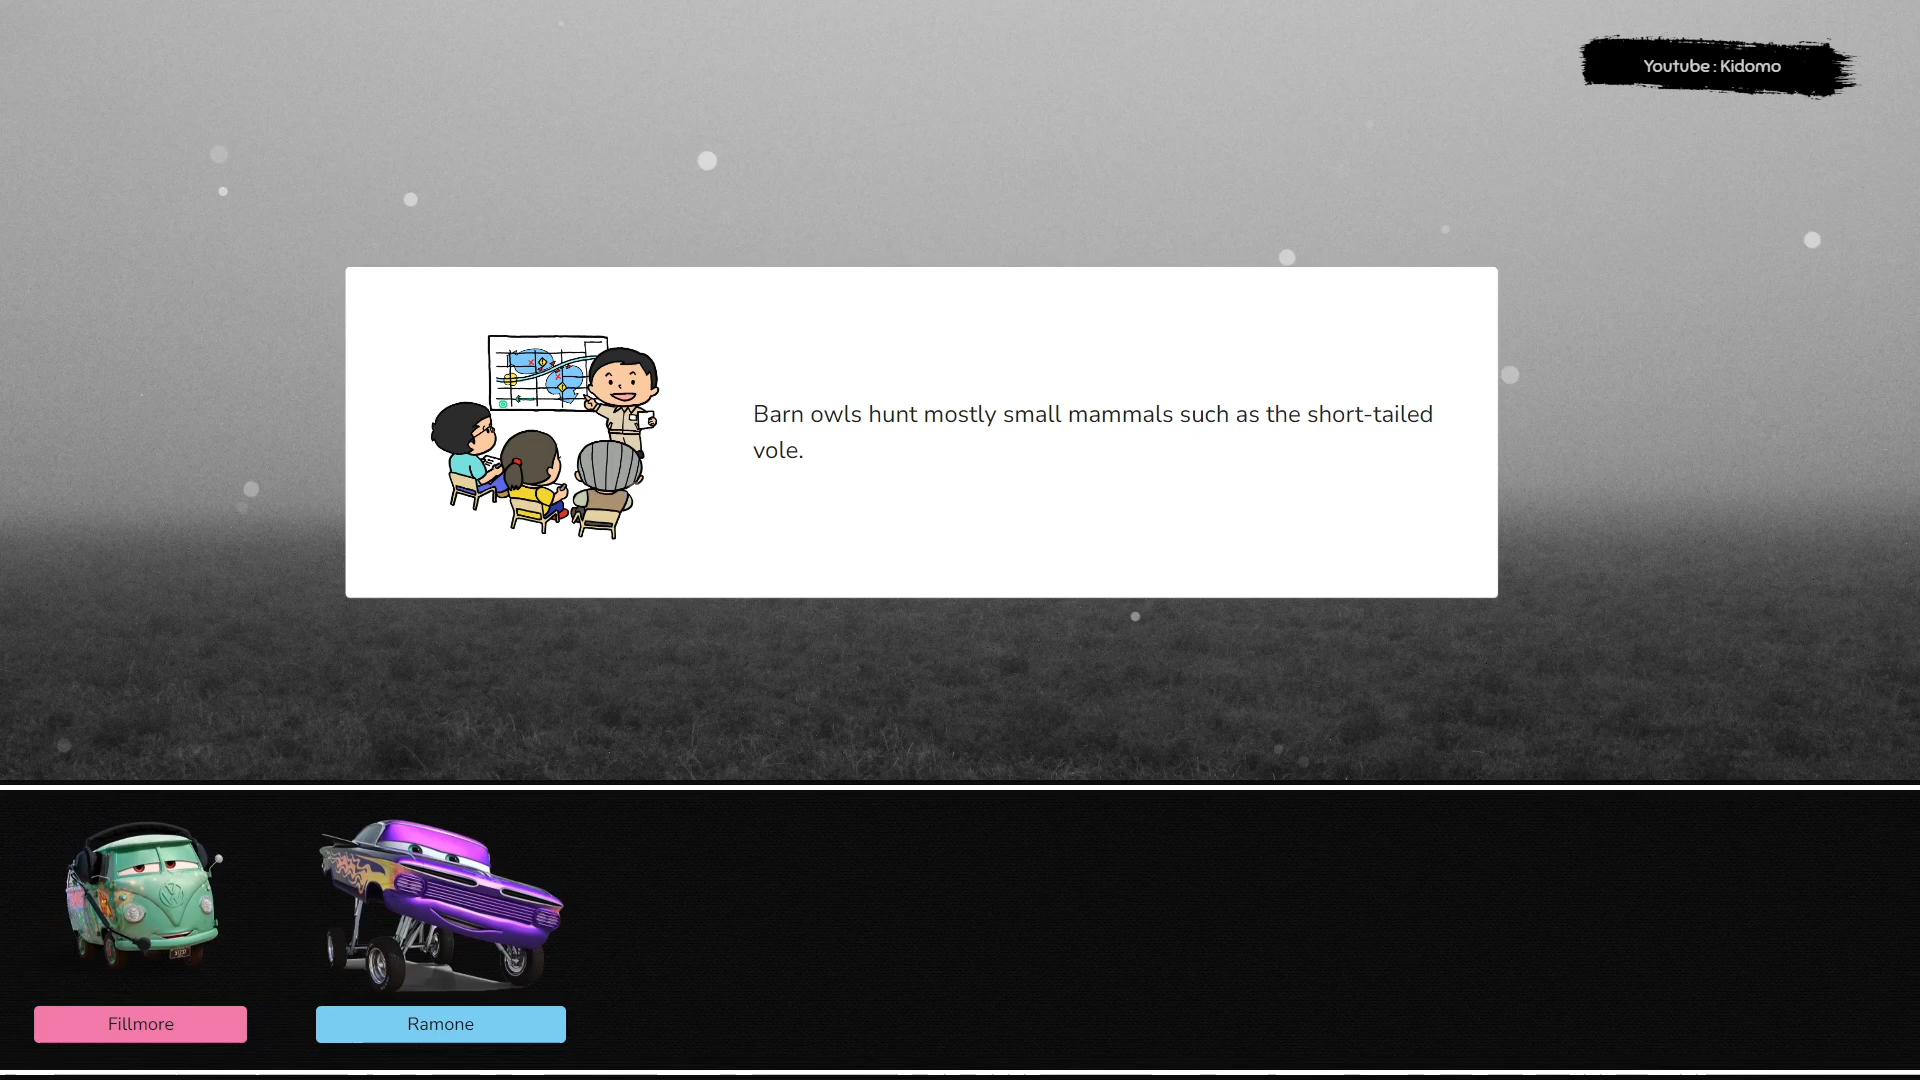 Youtube : Kidomo
Barn owls hunt mostly small mammals such as the short-tailed
vole.
Fillmore
Ramone